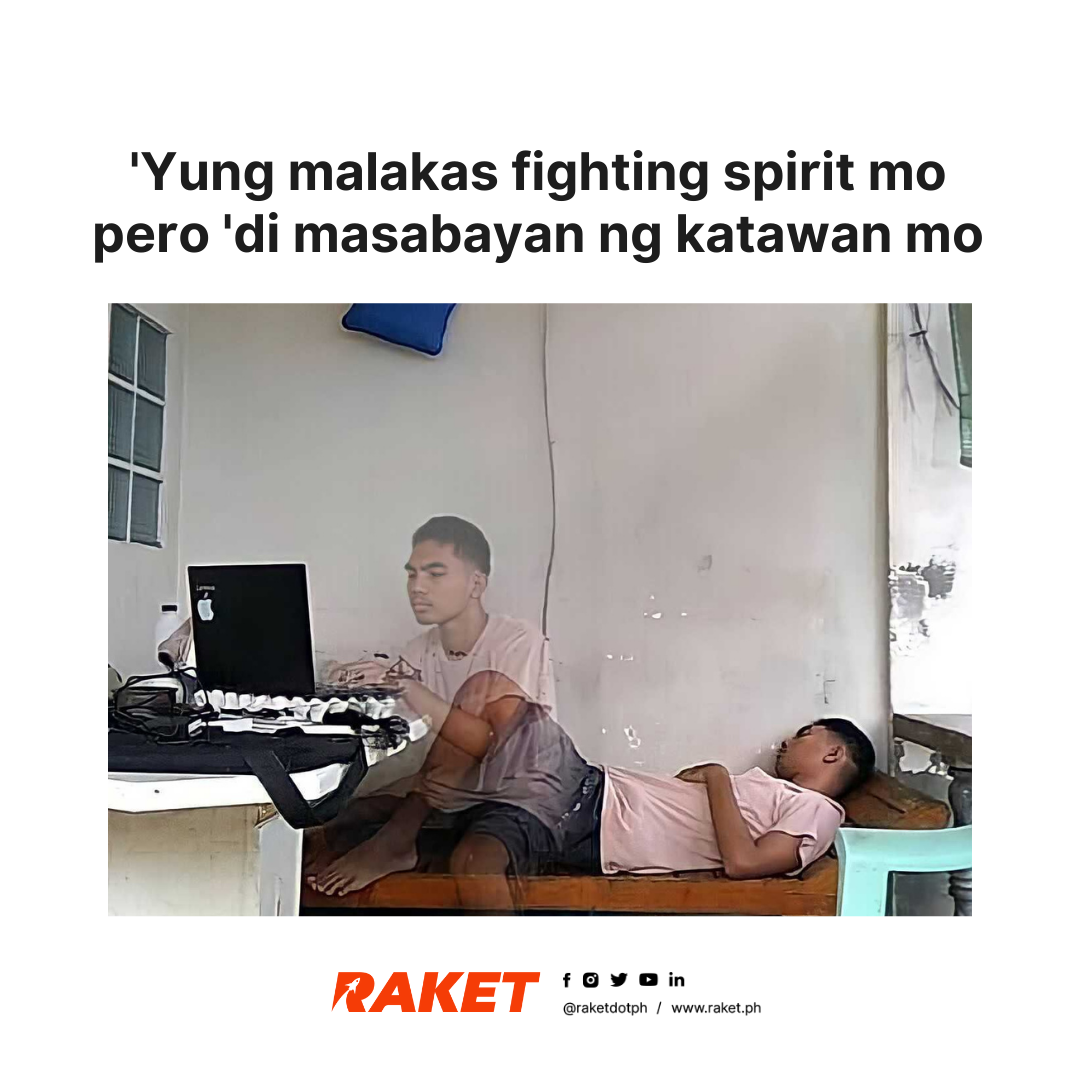 'Yung malakas fighting spirit mo
pero 'di masabayan ng katawan mo
Lenovo
RAKET
@raketdotph / www.raket.ph